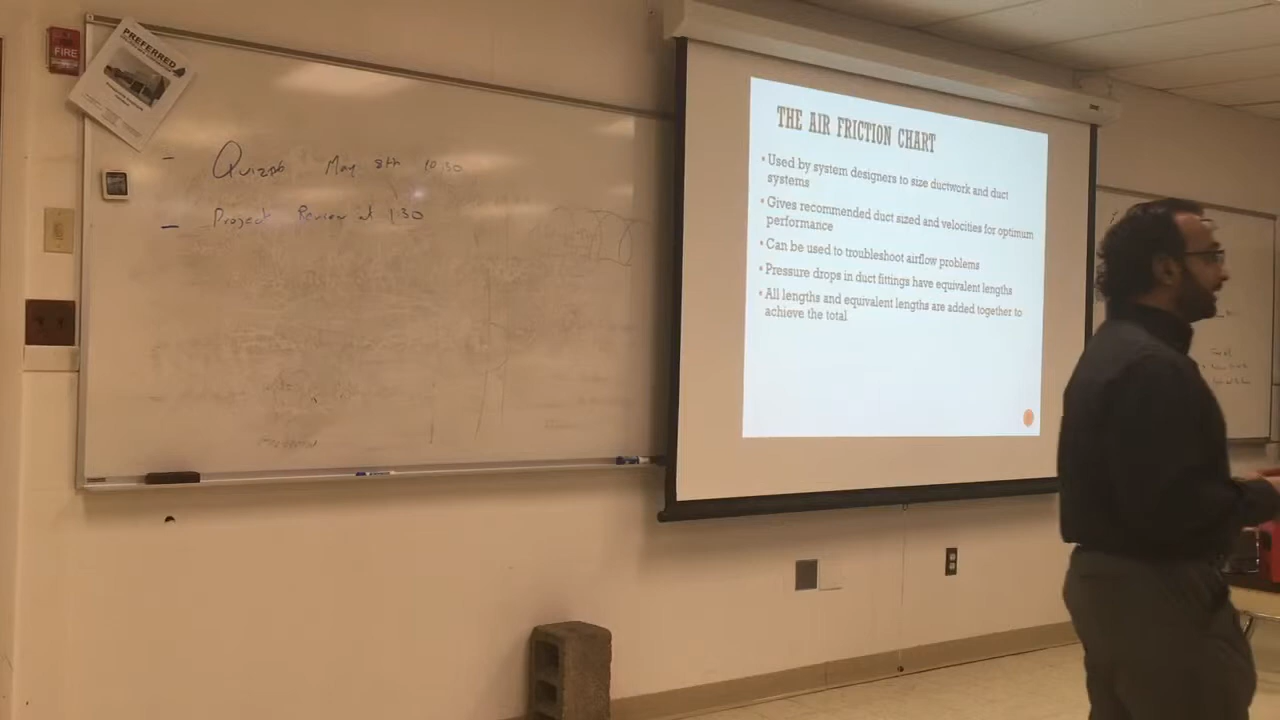 FIRE
PREFERRED
- Quizes May 8th 10:30
- Project Review at 1:30
THE AIR FRICTION CHART
• Used by system designers to size ductwork and duct
systems
• Gives recommended duct sized and velocities for optimum
performance
• Can be used to troubleshoot airflow problems
• Pressure drops in duct fittings have equivalent lengths
• All lengths and equivalent lengths are added together to
achieve the total